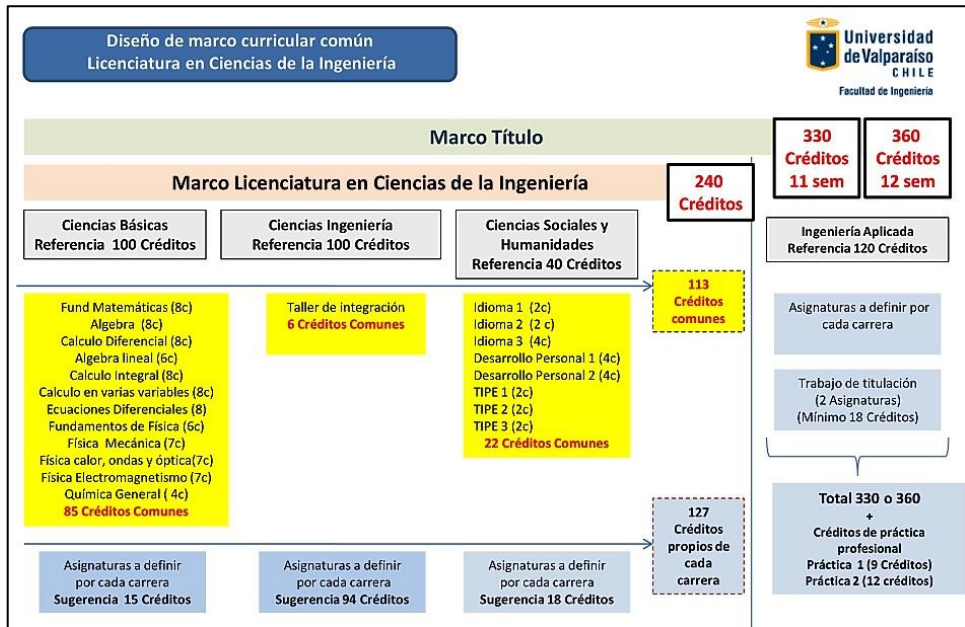 Diseño de marco curricular común
Licenciatura en Ciencias de la Ingeniería
Universidad
de Valparaíso
CHILE
Facultad de Ingeniería
Marco Título
330
Créditos
11 sem
360
Créditos
12 sem
Marco Licenciatura en Ciencias de la Ingeniería
240
Créditos
Ciencias Básicas
Referencia 100 Créditos
Ciencias Ingeniería
Referencia 100 Créditos
Ciencias Sociales y
Humanidades
Referencia 40 Créditos
Ingeniería Aplicada
Referencia 120 Créditos
Fund Matemáticas (8c)
Algebra (8c)
Calculo Diferencial (8c)
Algebra lineal (6c)
Calculo Integral (8c)
Calculo en varias variables (8c)
Ecuaciones Diferenciales (8)
Fundamentos de Física (6c)
Física Mecánica (7c)
Física calor, ondas y óptica(7c)
Física Electromagnetismo (7c)
Química General ( 4c)
85 Créditos Comunes
Taller de integración
6 Créditos Comunes
Idioma 1 (2c)
Idioma 2 (2 c)
Idioma 3 (4c)
Desarrollo Personal 1 (4c)
Desarrollo Personal 2 (4c)
TIPE 1 (2c)
TIPE 2 (2c)
TIPE 3 (2c)
22 Créditos Comunes
113
Créditos
comunes
Asignaturas a definir por
cada carrera
Trabajo de titulación
(2 Asignaturas)
(Mínimo 18 Créditos)
Asignaturas a definir
por cada carrera
Sugerencia 15 Créditos
Asignaturas a definir
por cada carrera
Sugerencia 94 Créditos
Asignaturas a definir
por cada carrera
Sugerencia 18 Créditos
127
Créditos
propios de
cada
carrera
Total 330 o 360
+
Créditos de práctica
profesional
Práctica 1 (9 Créditos)
Práctica 2 (12 créditos)